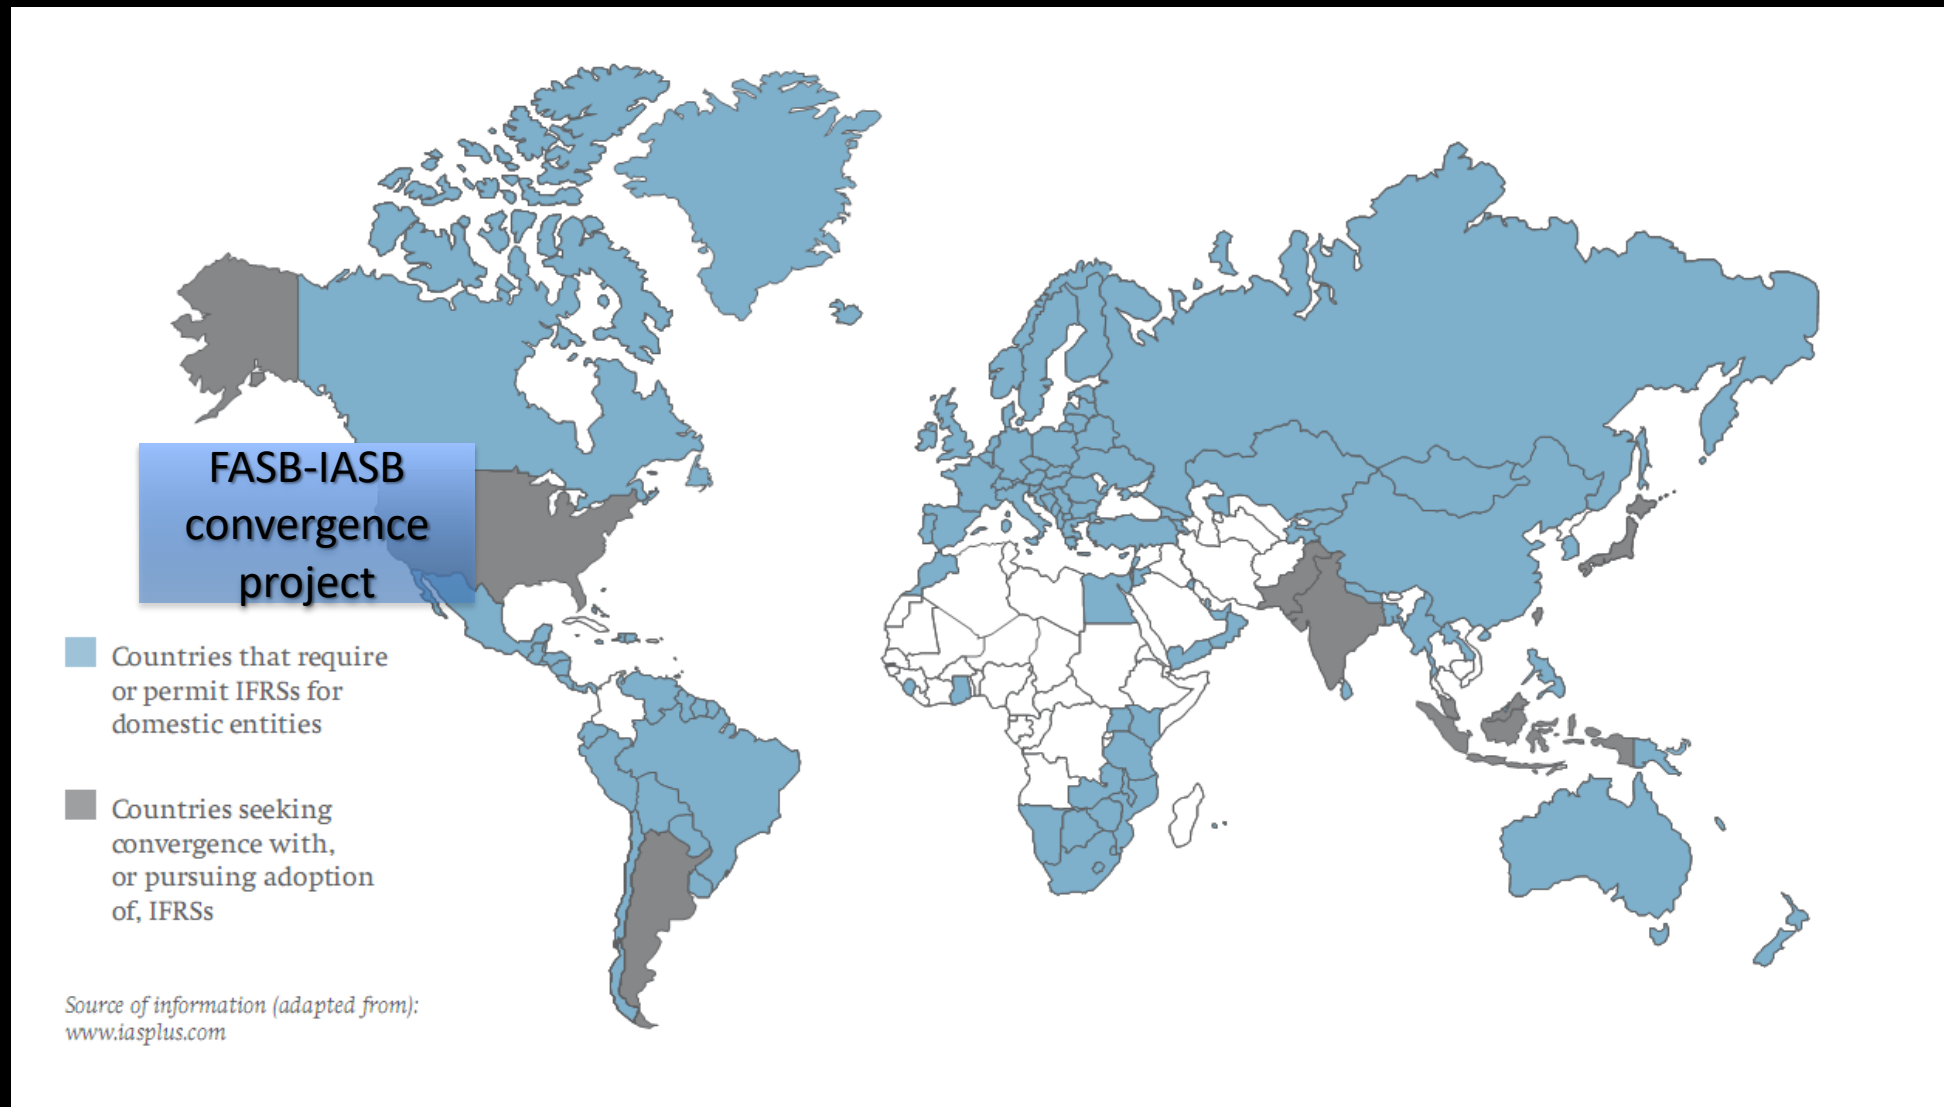 FASB-IASB
convergence
project
Countries that require
or permit IFRSs for
domestic entities
Countries seeking
convergence with,
or pursuing adoption
of, IFRSs
Source of information (adapted from):
www.iasplus.com